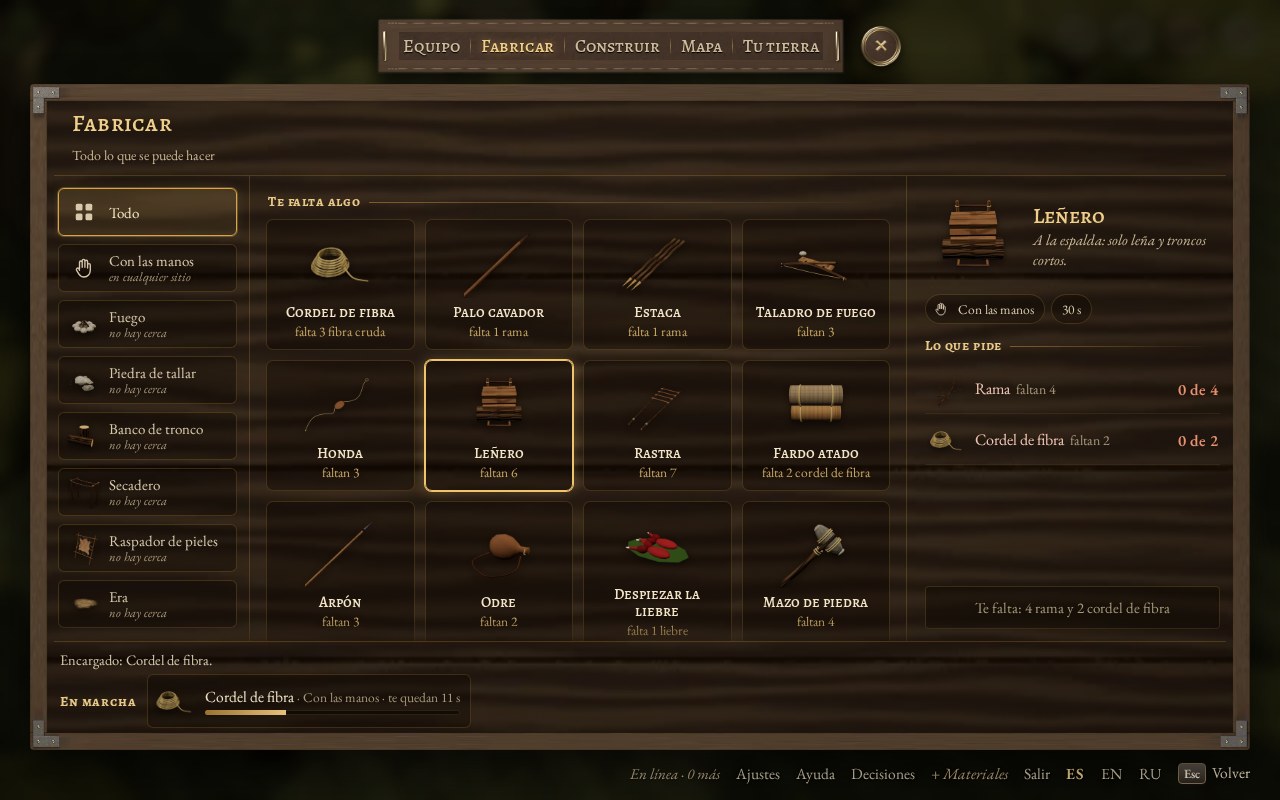 Equipo
Fabricar
Construir
Mapa
Tu tierra
Fabricar
Todo lo que se puede hacer
Todo
Con las manos
en cualquier sitio
Fuego
no hay cerca
Piedra de tallar
no hay cerca
Banco de tronco
no hay cerca
Secadero
no hay cerca
Raspador de pieles
no hay cerca
Era
no hay cerca
Te falta algo
Cordel de fibra
falta 3 fibra cruda
Palo cavador
falta 1 rama
Estaca
falta 1 rama
Taladro de fuego
faltan 3
Honda
faltan 3
Leñero
faltan 6
Rastra
faltan 7
Fardo atado
falta 2 cordel de fibra
Arpón
faltan 3
Odre
faltan 2
Despiezar la
liebre
falta 1 liebre
Mazo de piedra
faltan 4
Leñero
A la espalda: solo leña y troncos
cortos.
Con las manos
30 s
Lo que pide
Rama faltan 4
0 de 4
Cordel de fibra faltan 2
0 de 2
Te falta: 4 rama y 2 cordel de fibra
Encargado: Cordel de fibra.
En marcha
Cordel de fibra · Con las manos · te quedan 11 s
En línea · 0 más
Ajustes
Ayuda
Decisiones
+ Materiales
Salir
ES
EN
RU
Esc
Volver